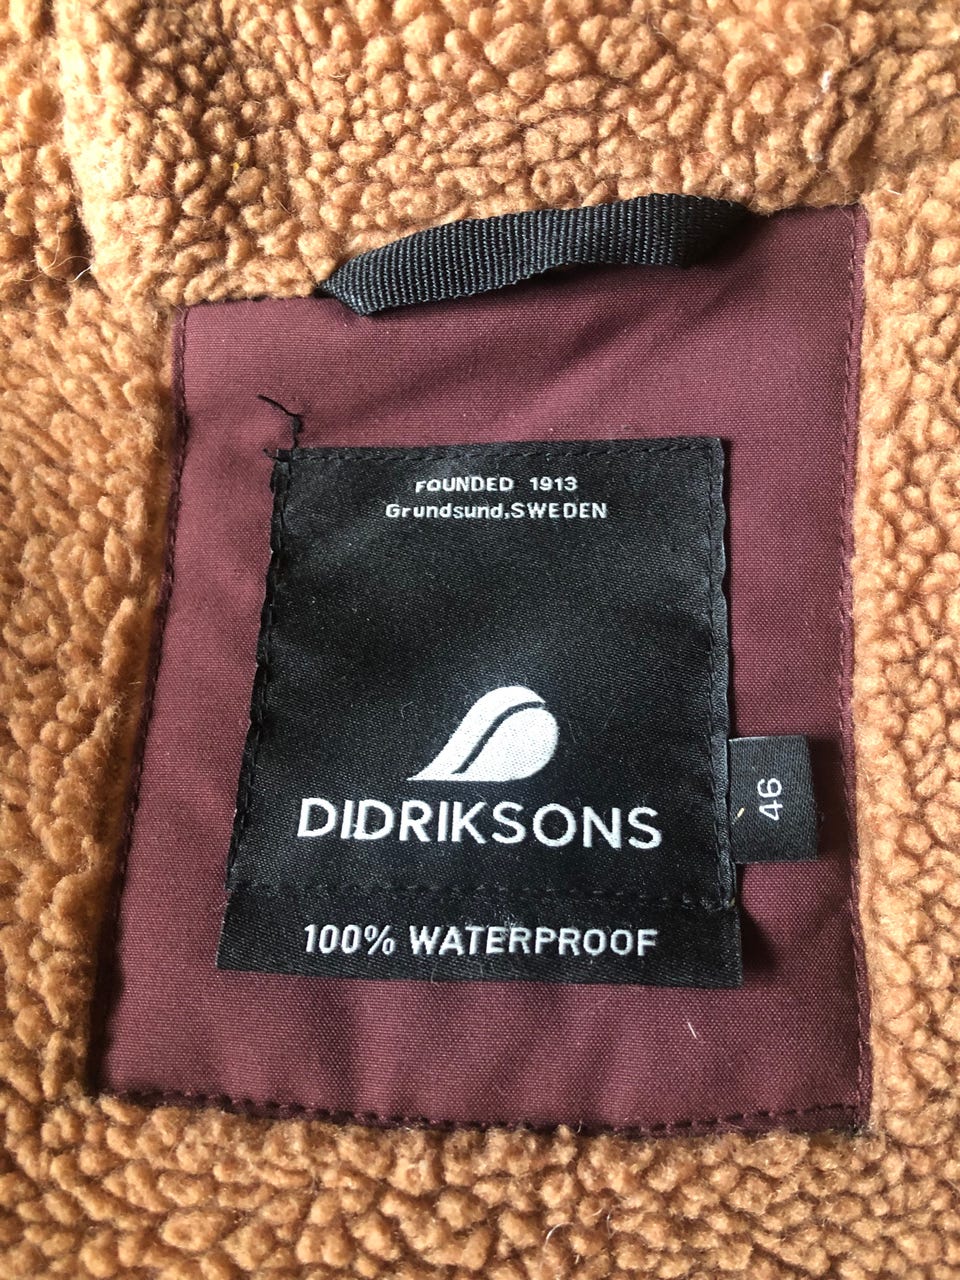 FOUNDED 1913
Grundsund,SWEDEN
DIDRIKSONS
46
100% WATERPROOF